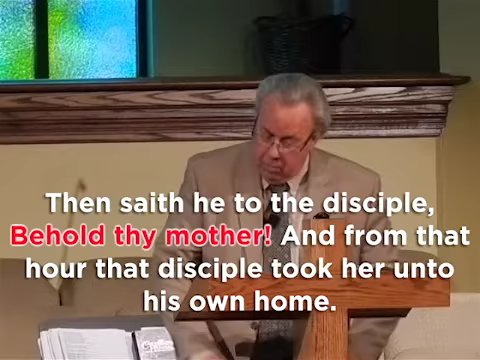 Then saith he to the disciple,
Behold thy mother! And from that
hour that disciple took her unto
his own home.